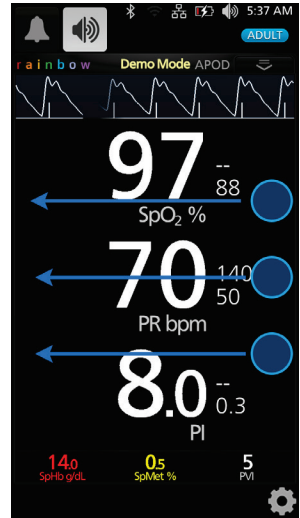 5:37 AM
ADULT
rainbow Demo Mode APOD
97 --
88
SpO₂ %
70 140
50
PR bpm
8.0 --
0.3
PI
14.0 0.5 5
SpHb g/dL SpMet % PVI